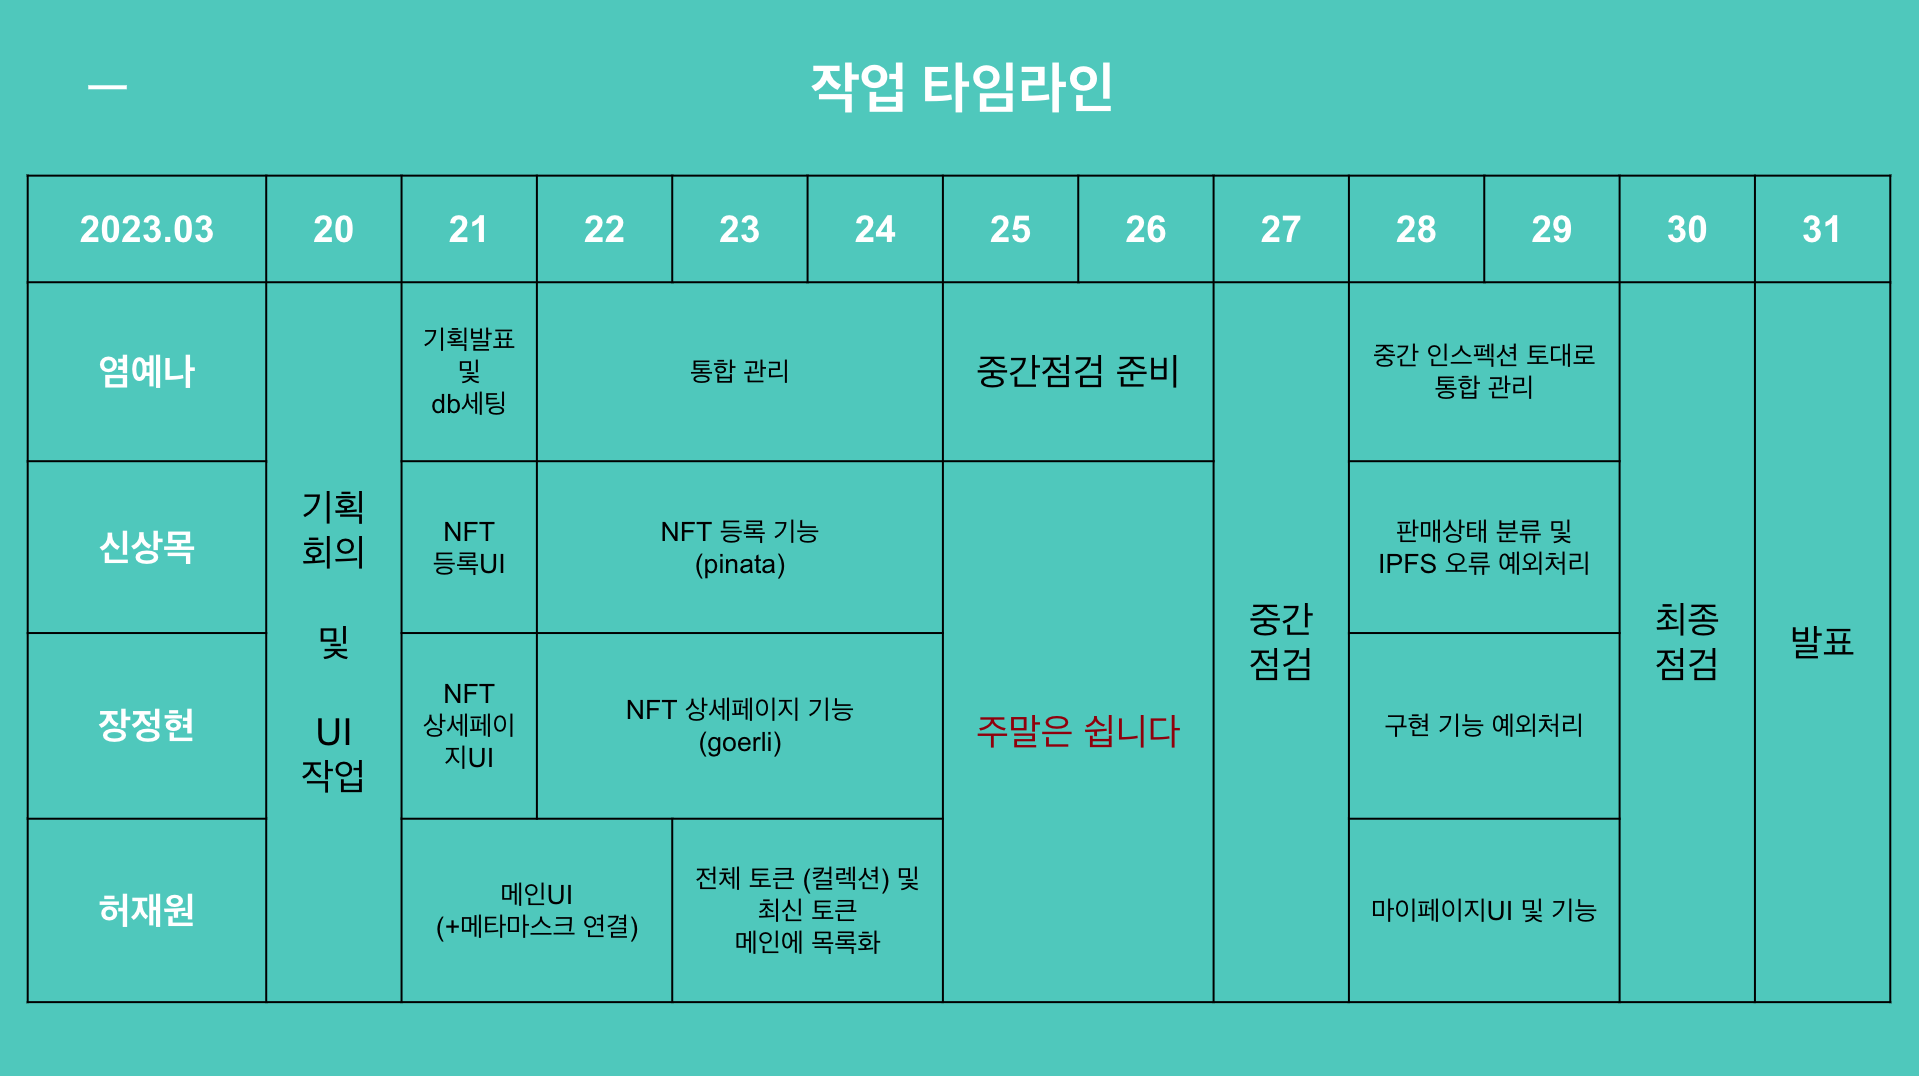 작업 타임라인
2023.03 20 21 22 23 24 25 26 27 28 29 30 31
염예나
기획
회의
및
UI
작업
기획발표
및
db세팅
통합 관리
중간점검 준비
중간
점검
중간 인스펙션 토대로
통합 관리
최종
점검
발표
신상목
NFT
등록UI
NFT 등록 기능
(pinata)
주말은 쉽니다
판매상태 분류 및
IPFS 오류 예외처리
장정현
NFT
상세페이
지UI
NFT 상세페이지 기능
(goerli)
구현 기능 예외처리
허재원
메인UI
(+메타마스크 연결)
전체 토큰 (컬렉션) 및
최신 토큰
메인에 목록화
마이페이지UI 및 기능